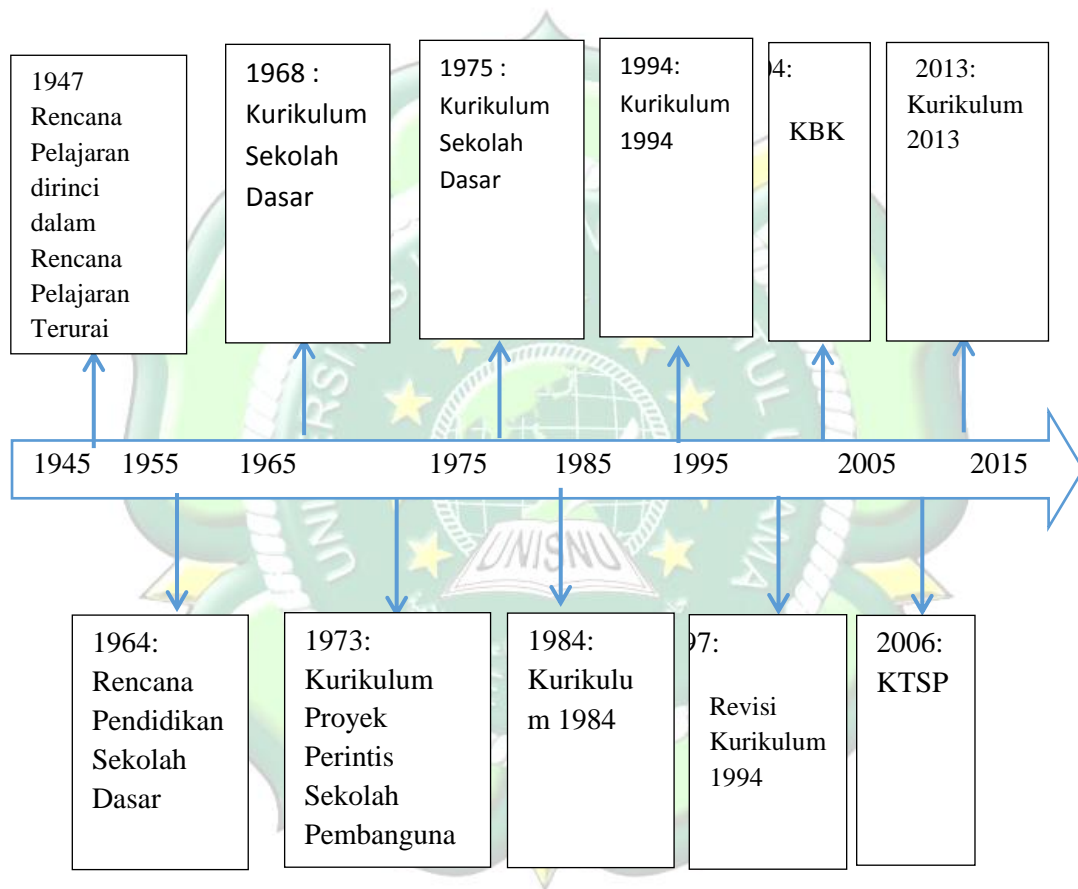 1947
Rencana
Pelajaran
dirinci
dalam
Rencana
Pelajaran
Terurai
1968 :
Kurikulum
Sekolah
Dasar
1975 :
Kurikulum
Sekolah
Dasar
1994:
Kurikulum
1994
04:
KBK
2013:
Kurikulum
2013
1945 1955 1965 1975 1985 1995 2005 2015
1964:
Rencana
Pendidikan
Sekolah
Dasar
1973:
Kurikulum
Proyek
Perintis
Sekolah
Pembanguna
1984:
Kurikulu
m 1984
97:
Revisi
Kurikulum
1994
2006:
KTSP
UNISNU